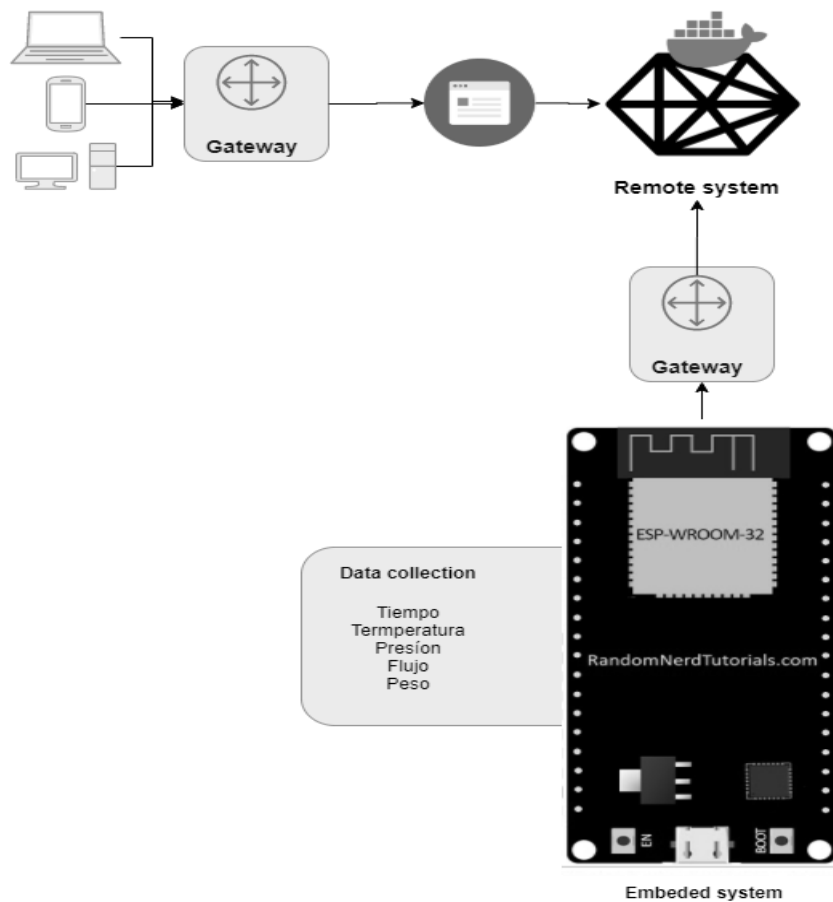 Gateway
Remote system
Gateway
ESP-WROOM-32
Data collection
Tiempo
Termperatura
Presíon
Flujo
Peso
RandomNerdTutorials.com
EN
BOOT
Embeded system